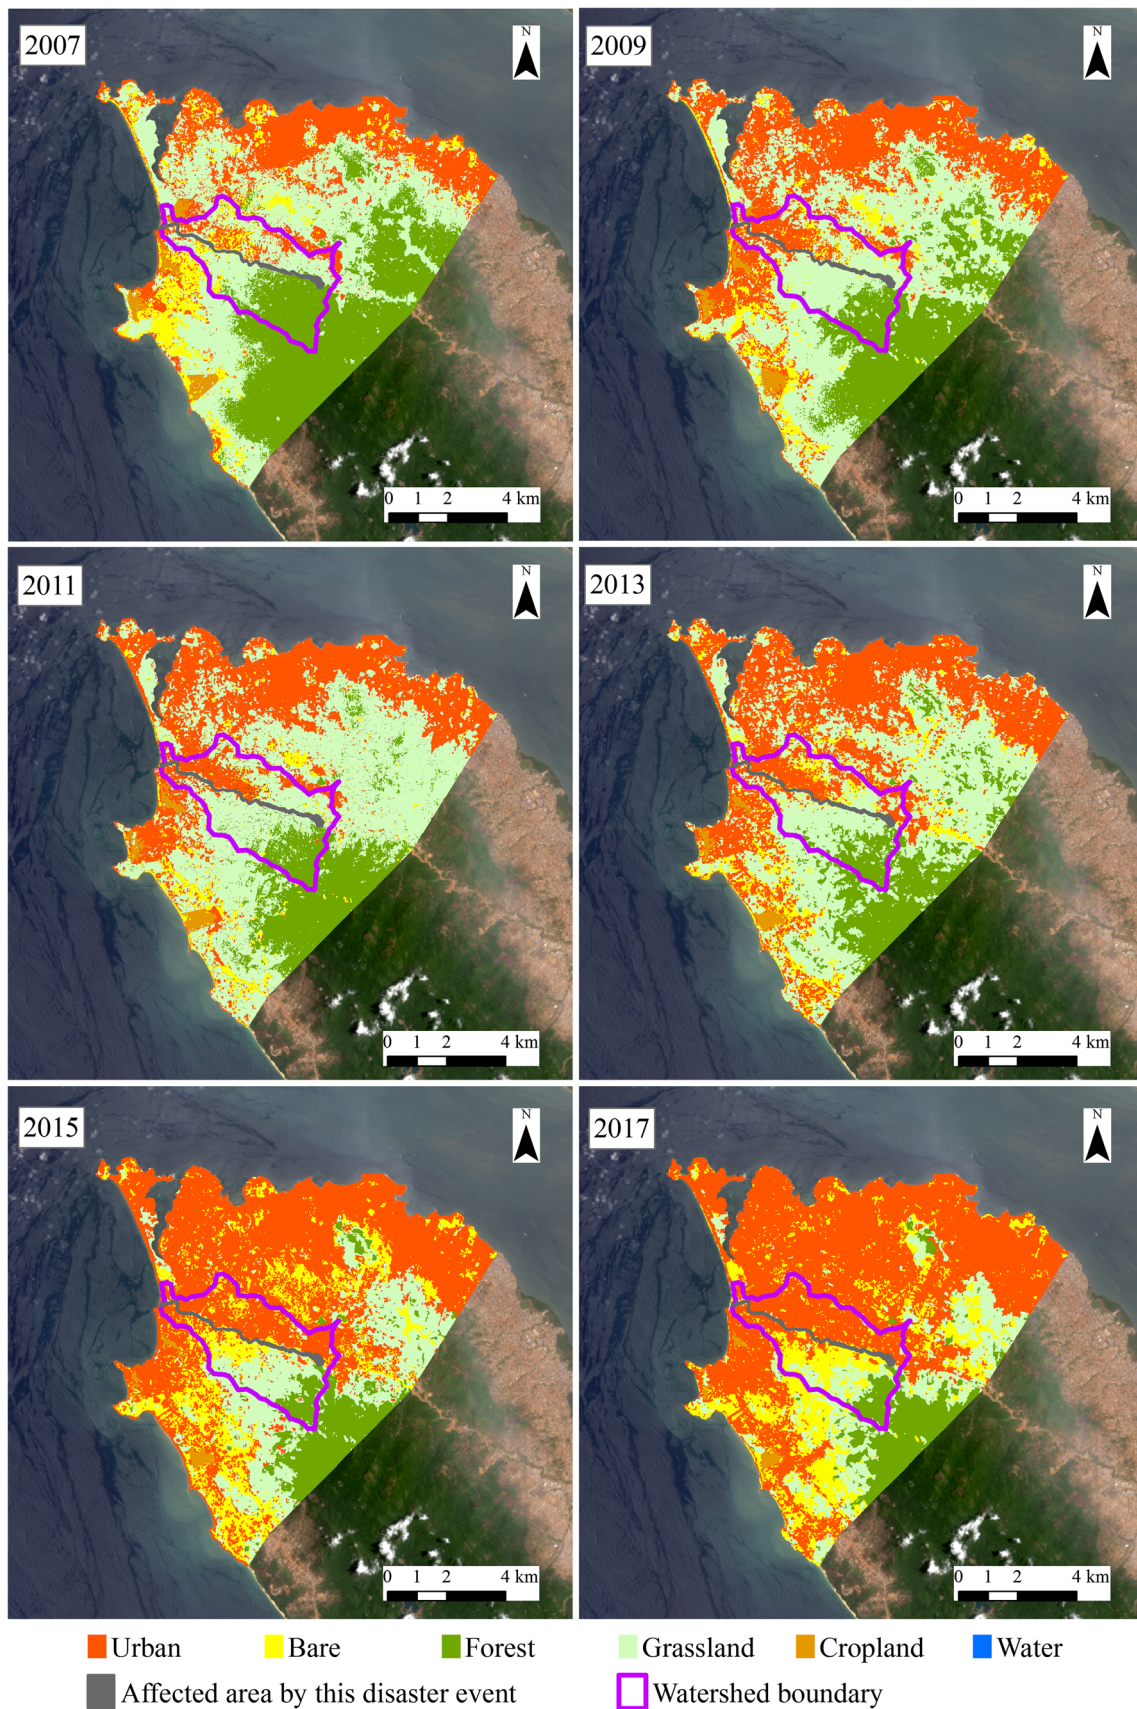 2007
N
0 1 2 4 km
2009
N
0 1 2 4 km
2011
N
0 1 2 4 km
2013
N
0 1 2 4 km
2015
N
0 1 2 4 km
2017
N
0 1 2 4 km
Urban Bare Forest Grassland Cropland Water
Affected area by this disaster event Watershed boundary